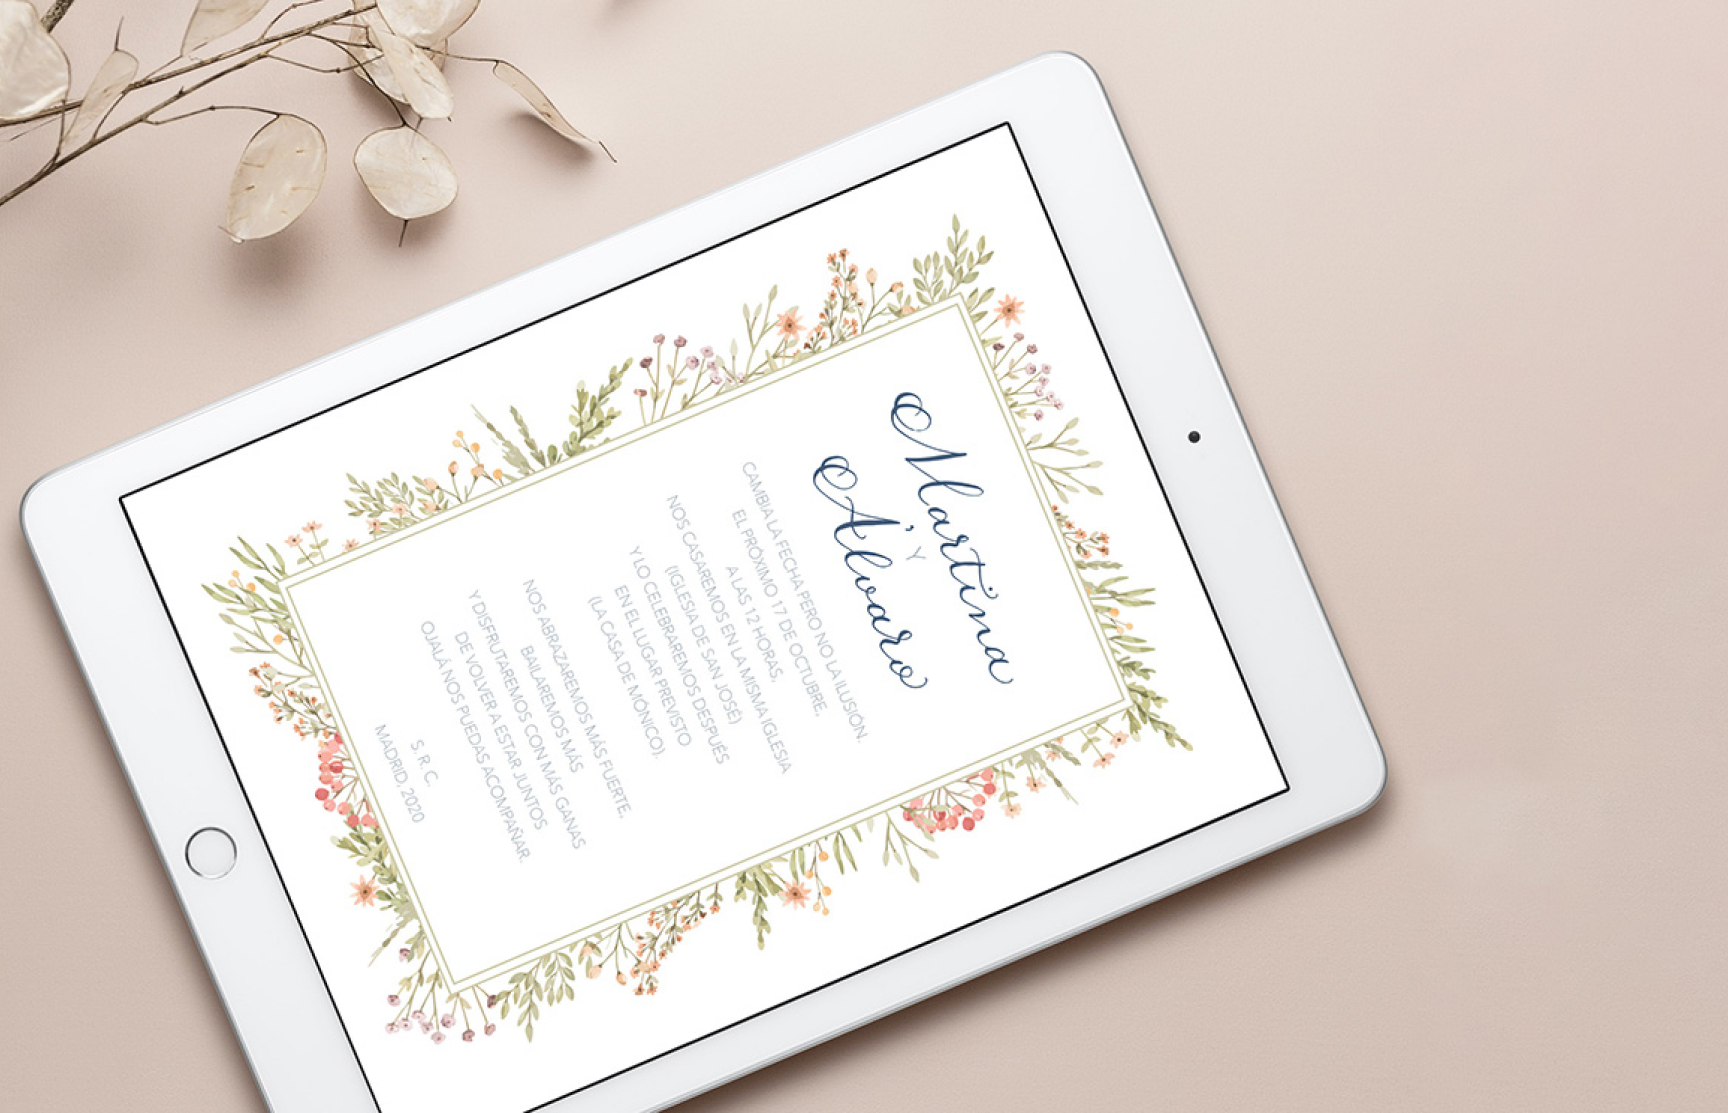 Martina
Y
Álvaro
CAMBIA LA FECHA PERO NO LA ILUSIÓN.
EL PRÓXIMO 17 DE OCTUBRE,
A LAS 12 HORAS,
NOS CASAREMOS EN LA MISMA IGLESIA
(IGLESIA DE SAN JOSÉ)
Y LO CELEBRAREMOS DESPUÉS
EN EL LUGAR PREVISTO
(LA CASA DE MÓNICO).
NOS ABRAZAREMOS MÁS FUERTE.
BAILAREMOS MÁS
Y DISFRUTAREMOS CON MÁS GANAS
DE VOLVER A ESTAR JUNTOS
OJALÁ NOS PUEDAS ACOMPAÑAR.
S. R. C.
MADRID, 2020